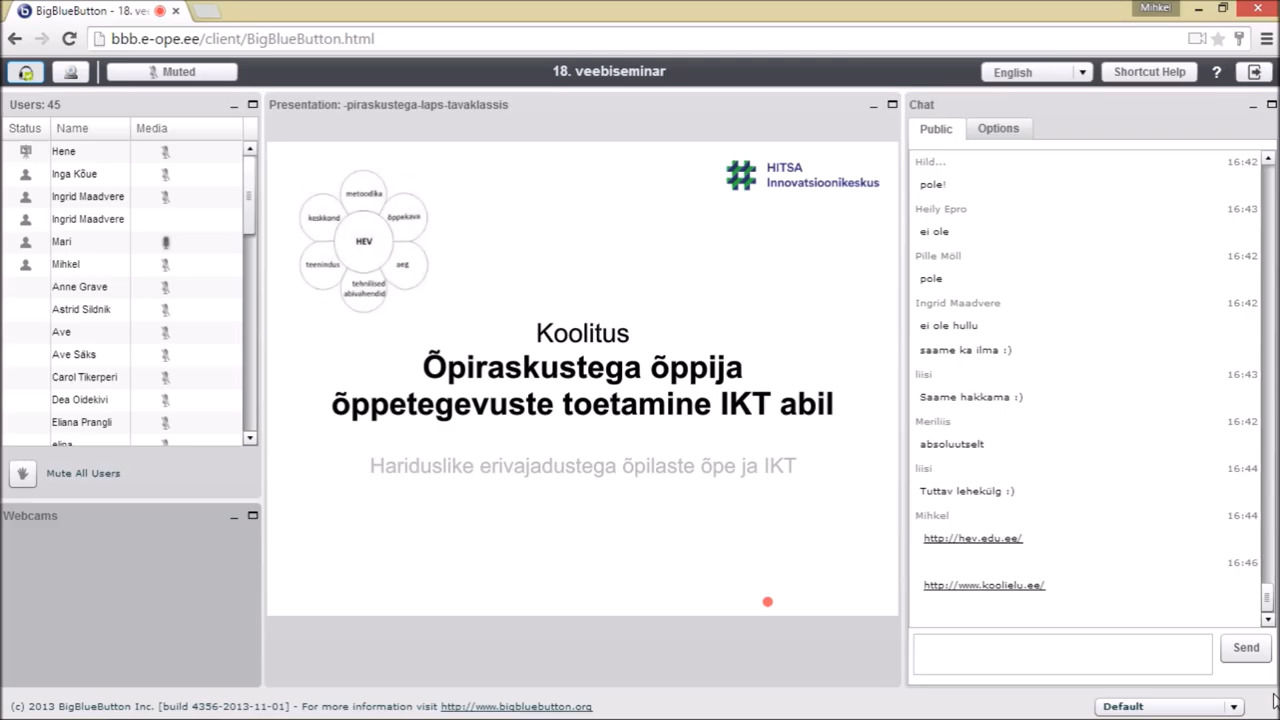 BigBlueButton - 18. ve
Mihkel
bbb.e-ope.ee/client/BigBlueButton.html
Muted
18. veebiseminar
English
Shortcut Help
?
Users: 45
Status Name Media
Hene
Inga Kõue
Ingrid Maadvere
Ingrid Maadvere
Mari
Mihkel
Anne Grave
Astrid Sildnik
Ave
Ave Säks
Carol Tikerperi
Dea Oidekivi
Eliana Prangli
elina
Mute All Users
Webcams
Presentation: -piraskustega-laps-tavaklassis
metoodika
keskkond
õppekava
HEV
teenindus
aeg
tehnilised
abivahendid
HITSA
Innovatsioonikeskus
Koolitus
Õpiraskustega õppija
õppetegevuste toetamine IKT abil
Hariduslike erivajadustega õpilaste õpe ja IKT
Chat
Public Options
Hild... 16:42
pole!
Heily Epro 16:43
ei ole
Pille Möll 16:42
pole
Ingrid Maadvere 16:42
ei ole hullu
saame ka ilma :)
liisi 16:43
Saame hakkama :)
Meriliis 16:42
absoluutselt
liisi 16:44
Tuttav lehekülg :)
Mihkel 16:44
http://hev.edu.ee/
16:46
http://www.koolielu.ee/
Send
(c) 2013 BigBlueButton Inc. [build 4356-2013-11-01] - For more information visit http://www.bigbluebutton.org
Default